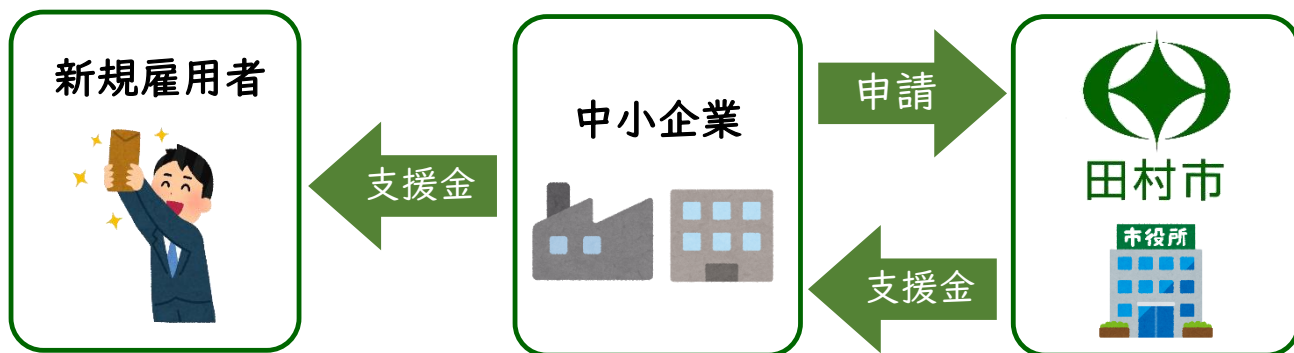 新規雇用者
支援金
中小企業
申請
支援金
田村市
市役所